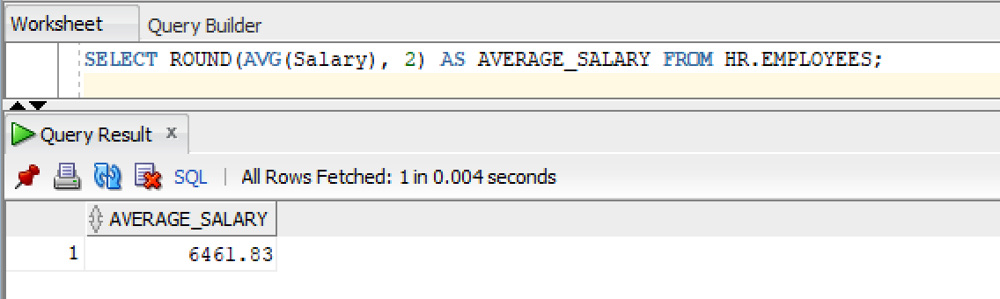 Worksheet Query Builder
SELECT ROUND(AVG(Salary), 2) AS AVERAGE_SALARY FROM HR.EMPLOYEES;
Query Result x
SQL | All Rows Fetched: 1 in 0.004 seconds
AVERAGE_SALARY
1 6461.83